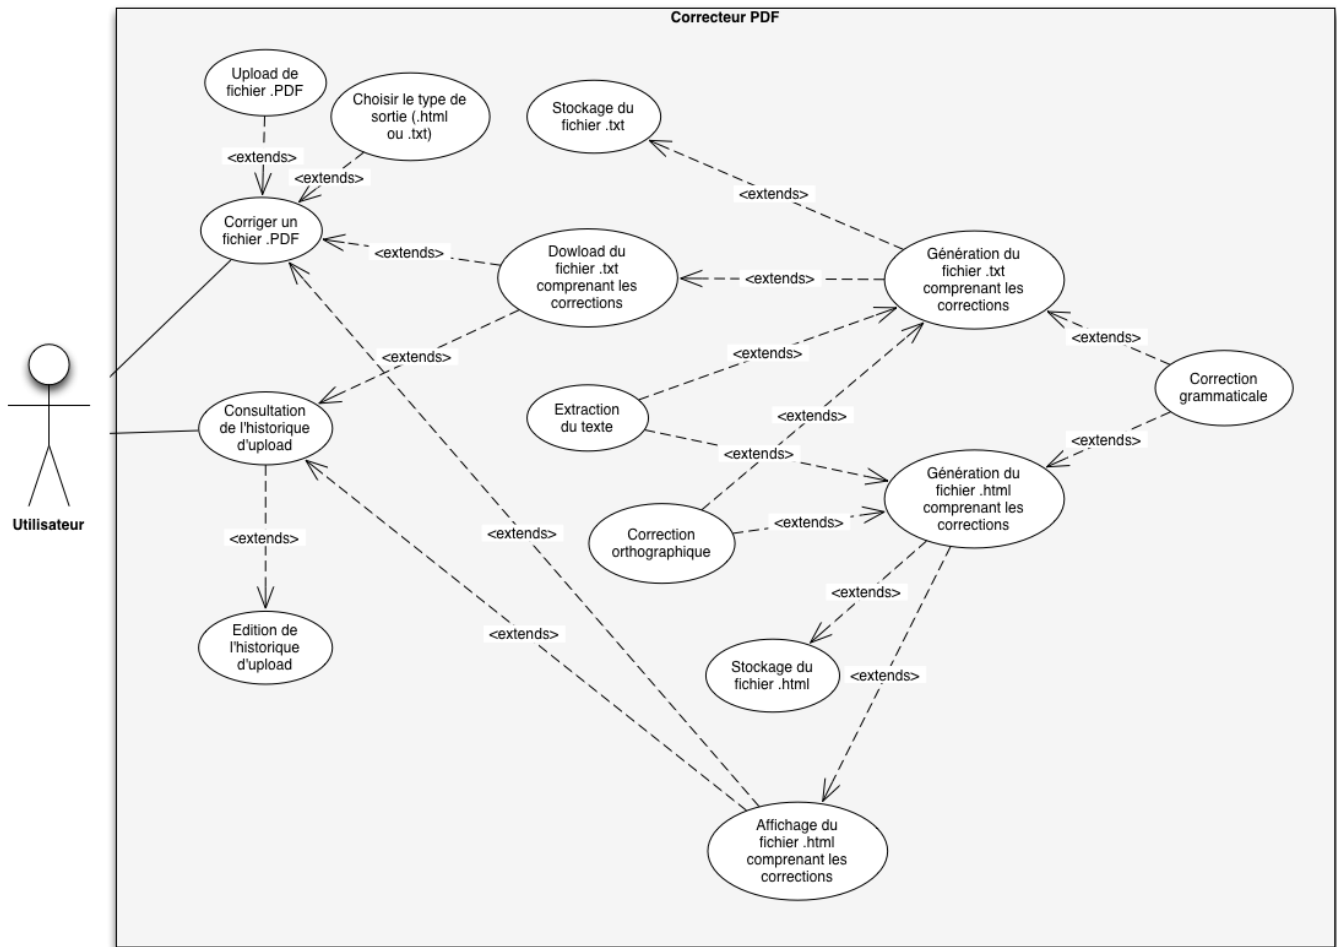 Correcteur PDF
Upload de
fichier .PDF
Choisir le type de
sortie (.html
ou .txt)
Stockage du
fichier .txt
<extends>
<extends>
<extends>
Corriger un
fichier .PDF
<extends>
Dowload du
fichier .txt
comprenant les
corrections
<extends>
Génération du
fichier .txt
comprenant les
corrections
<extends>
<extends>
<extends>
Correction
grammaticale
Consultation
de l'historique
d'upload
Extraction
du texte
<extends>
<extends>
<extends>
Génération du
fichier .html
comprenant les
corrections
Utilisateur
<extends>
<extends>
Correction
orthographique
<extends>
<extends>
Edition de
l'historique
d'upload
<extends>
Stockage du
fichier .html
<extends>
Affichage du
fichier .html
comprenant les
corrections